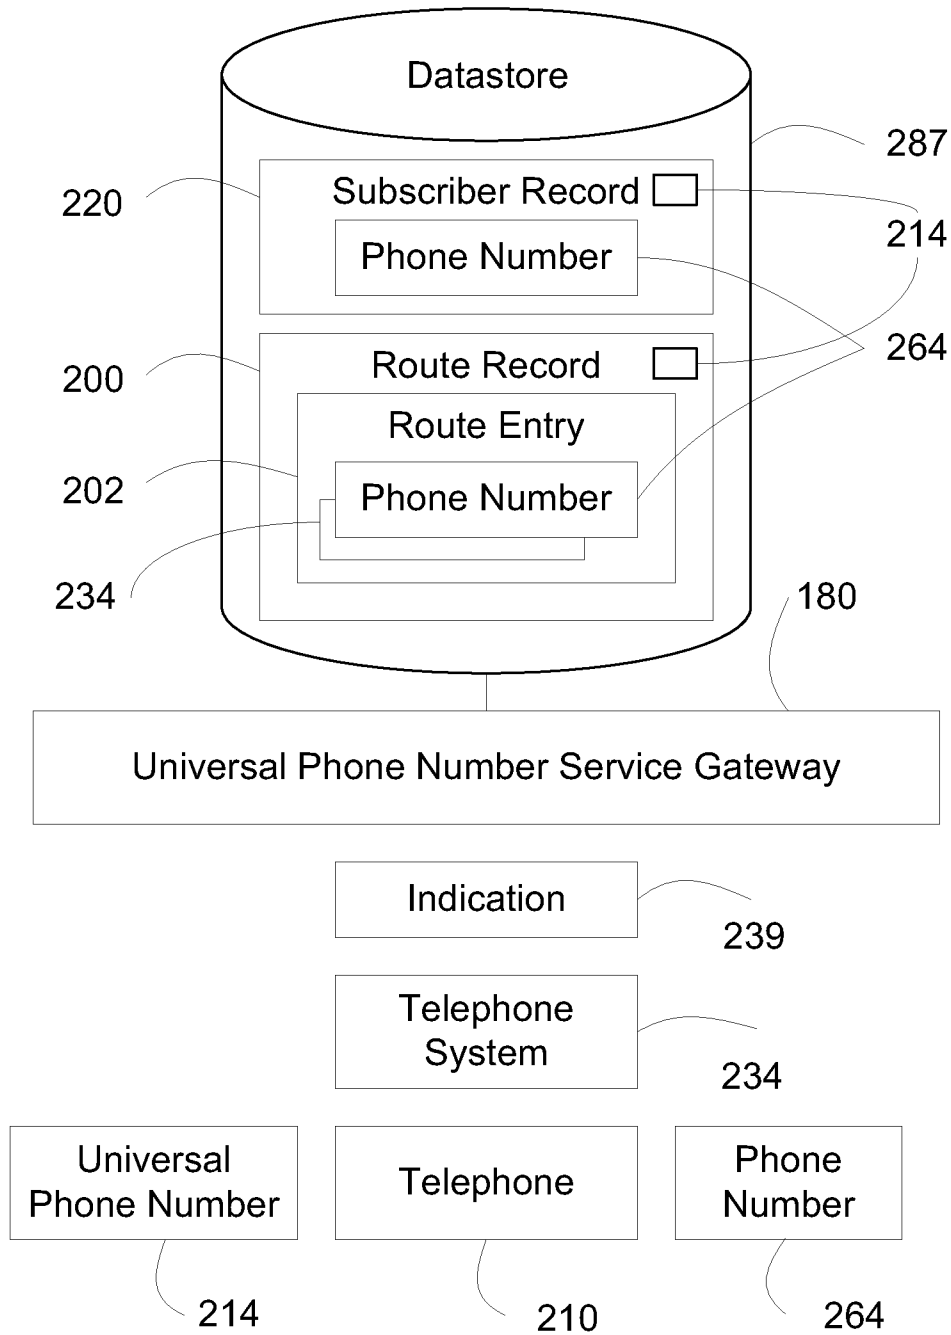 Datastore
287
220
Subscriber Record
214
Phone Number
264
200
Route Record
Route Entry
202
Phone Number
234
180
Universal Phone Number Service Gateway
Indication
239
Telephone
System
234
Universal
Phone Number
Telephone
Phone
Number
214
210
264